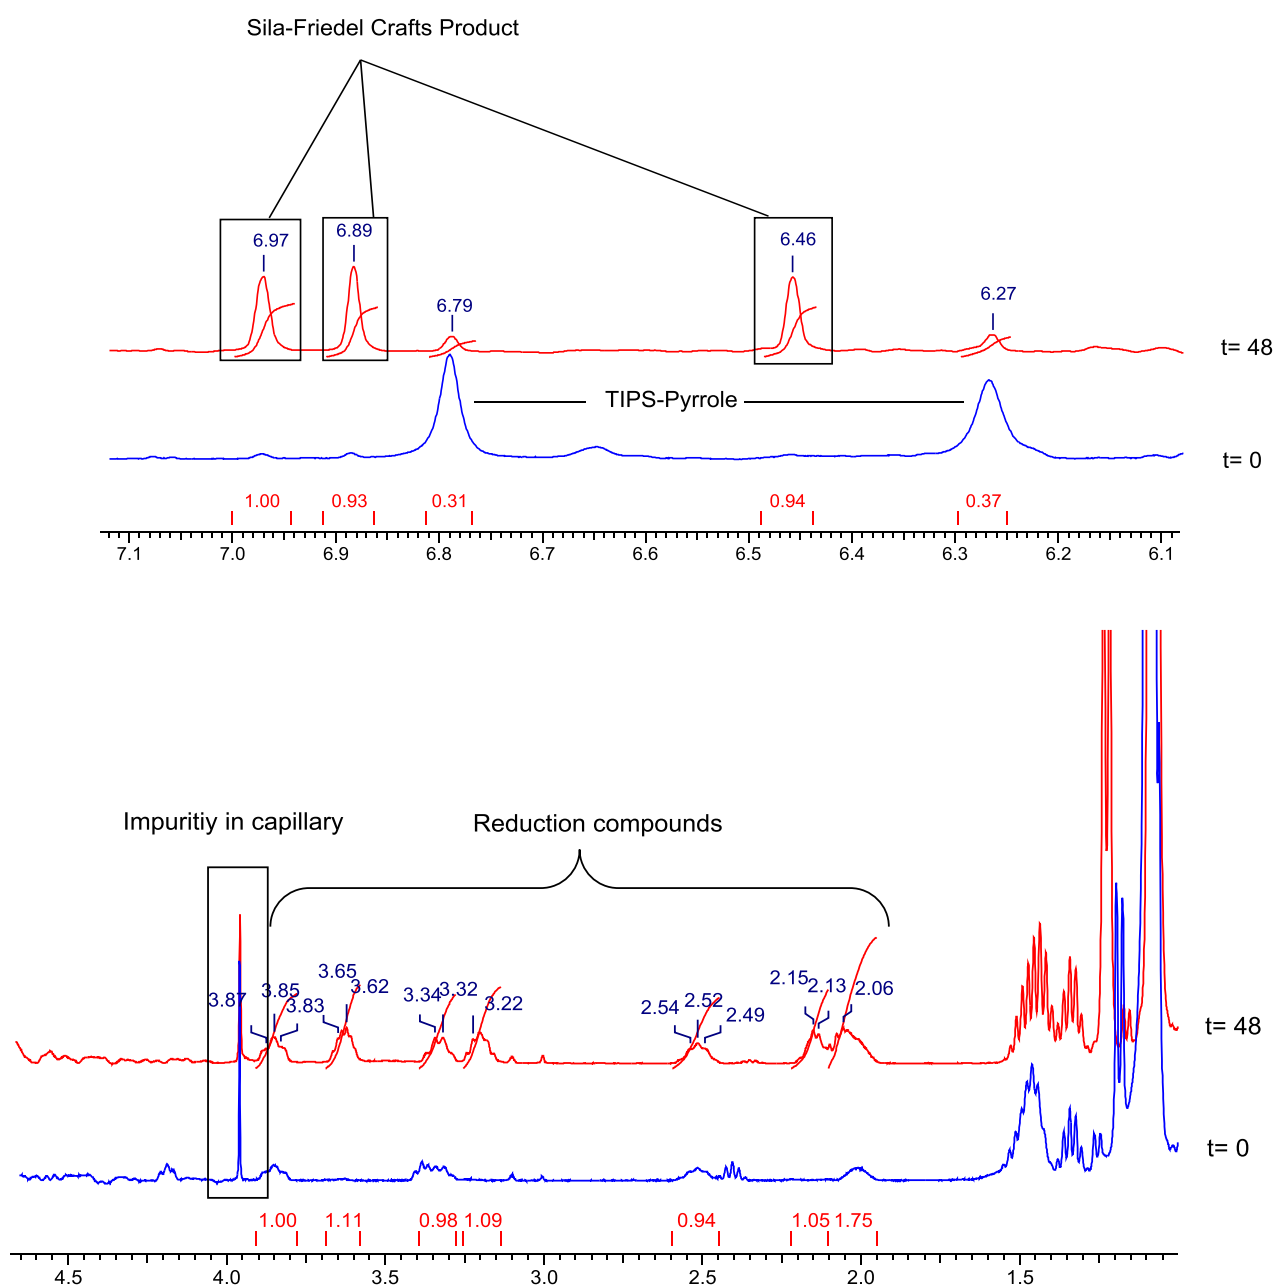 Sila-Friedel Crafts Product
6.97
6.89
6.46
6.79
6.27
t= 48
TIPS-Pyrrole
t= 0
1.00 0.93 0.31 0.94 0.37
7.1 7.0 6.9 6.8 6.7 6.6 6.5 6.4 6.3 6.2 6.1
Impuritiy in capillary
Reduction compounds
3.87 3.85 3.83 3.65 3.62 3.34 3.32 3.22 2.54 2.52 2.49 2.15 2.13 2.06
t= 48
t= 0
1.00 1.11 0.98 1.09 0.94 1.05 1.75
4.5 4.0 3.5 3.0 2.5 2.0 1.5